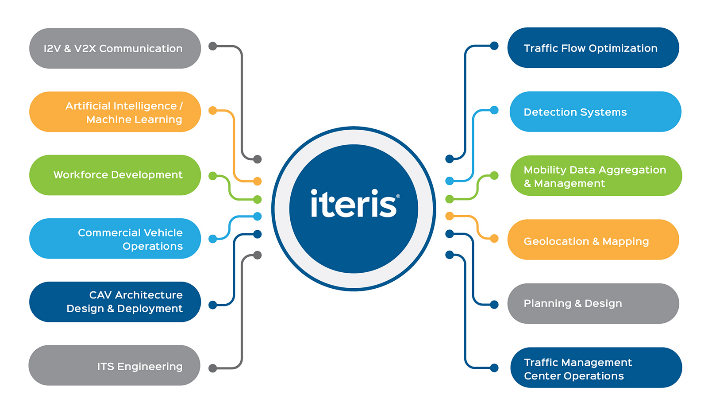 I2V & V2X Communication
Artificial Intelligence /
Machine Learning
Workforce Development
Commercial Vehicle
Operations
CAV Architecture
Design & Deployment
ITS Engineering
iteris®
Traffic Flow Optimization
Detection Systems
Mobility Data Aggregation
& Management
Geolocation & Mapping
Planning & Design
Traffic Management
Center Operations